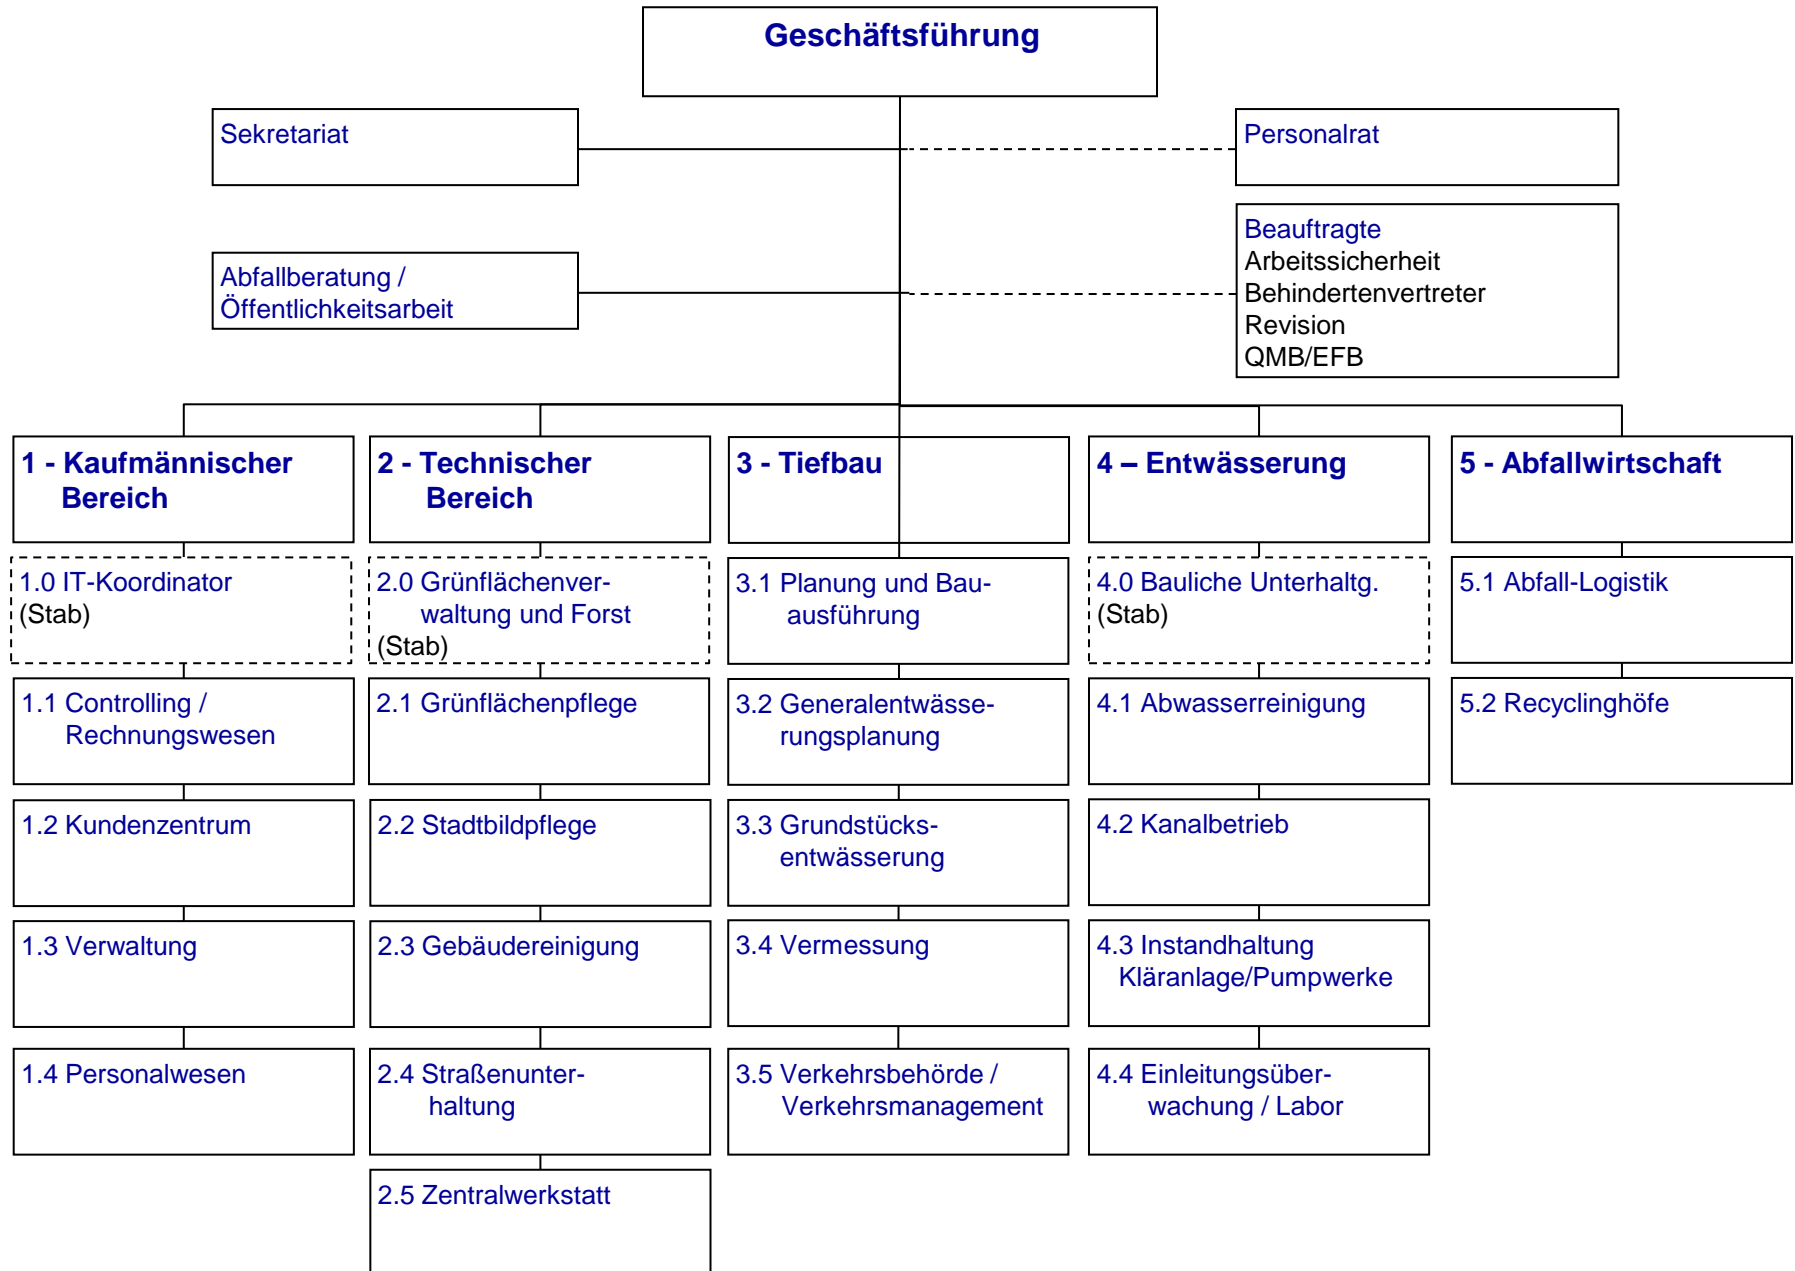 Geschäftsführung
Sekretariat
Personalrat
Abfallberatung /
Öffentlichkeitsarbeit
Beauftragte
Arbeitssicherheit
Behindertenvertreter
Revision
QMB/EFB
1 - Kaufmännischer
Bereich
1.0 IT-Koordinator
(Stab)
1.1 Controlling /
Rechnungswesen
1.2 Kundenzentrum
1.3 Verwaltung
1.4 Personalwesen
2 - Technischer
Bereich
2.0 Grünflächenver-
waltung und Forst
(Stab)
2.1 Grünflächenpflege
2.2 Stadtbildpflege
2.3 Gebäudereinigung
2.4 Straßenunter-
haltung
2.5 Zentralwerkstatt
3 - Tiefbau
3.1 Planung und Bau-
ausführung
3.2 Generalentwässe-
rungsplanung
3.3 Grundstücks-
entwässerung
3.4 Vermessung
3.5 Verkehrsbehörde /
Verkehrsmanagement
4 – Entwässerung
4.0 Bauliche Unterhaltg.
(Stab)
4.1 Abwasserreinigung
4.2 Kanalbetrieb
4.3 Instandhaltung
Kläranlage/Pumpwerke
4.4 Einleitungsüber-
wachung / Labor
5 - Abfallwirtschaft
5.1 Abfall-Logistik
5.2 Recyclinghöfe